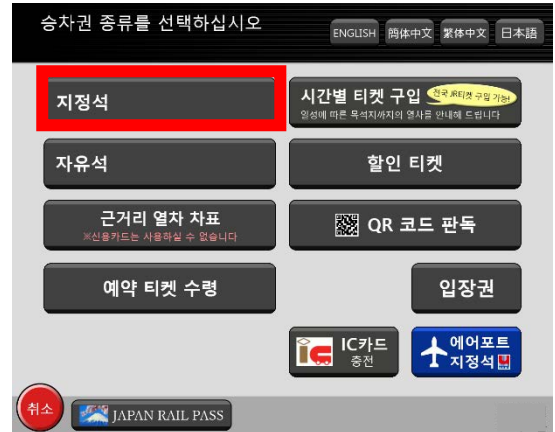 승차권 종류를 선택하십시오
ENGLISH 簡体中文 繁体中文 日本語
지정석
시간별 티켓 구입 전국 JR티켓 구입 가능!
일성에 따른 목적지까지의 열차를 안내해 드립니다
자유석
할인 티켓
근거리 열차 차표
※신용카드는 사용하실 수 없습니다
QR 코드 판독
예약 티켓 수령
입장권
IC카드
충전
에어포트
지정석
취소
JAPAN RAIL PASS